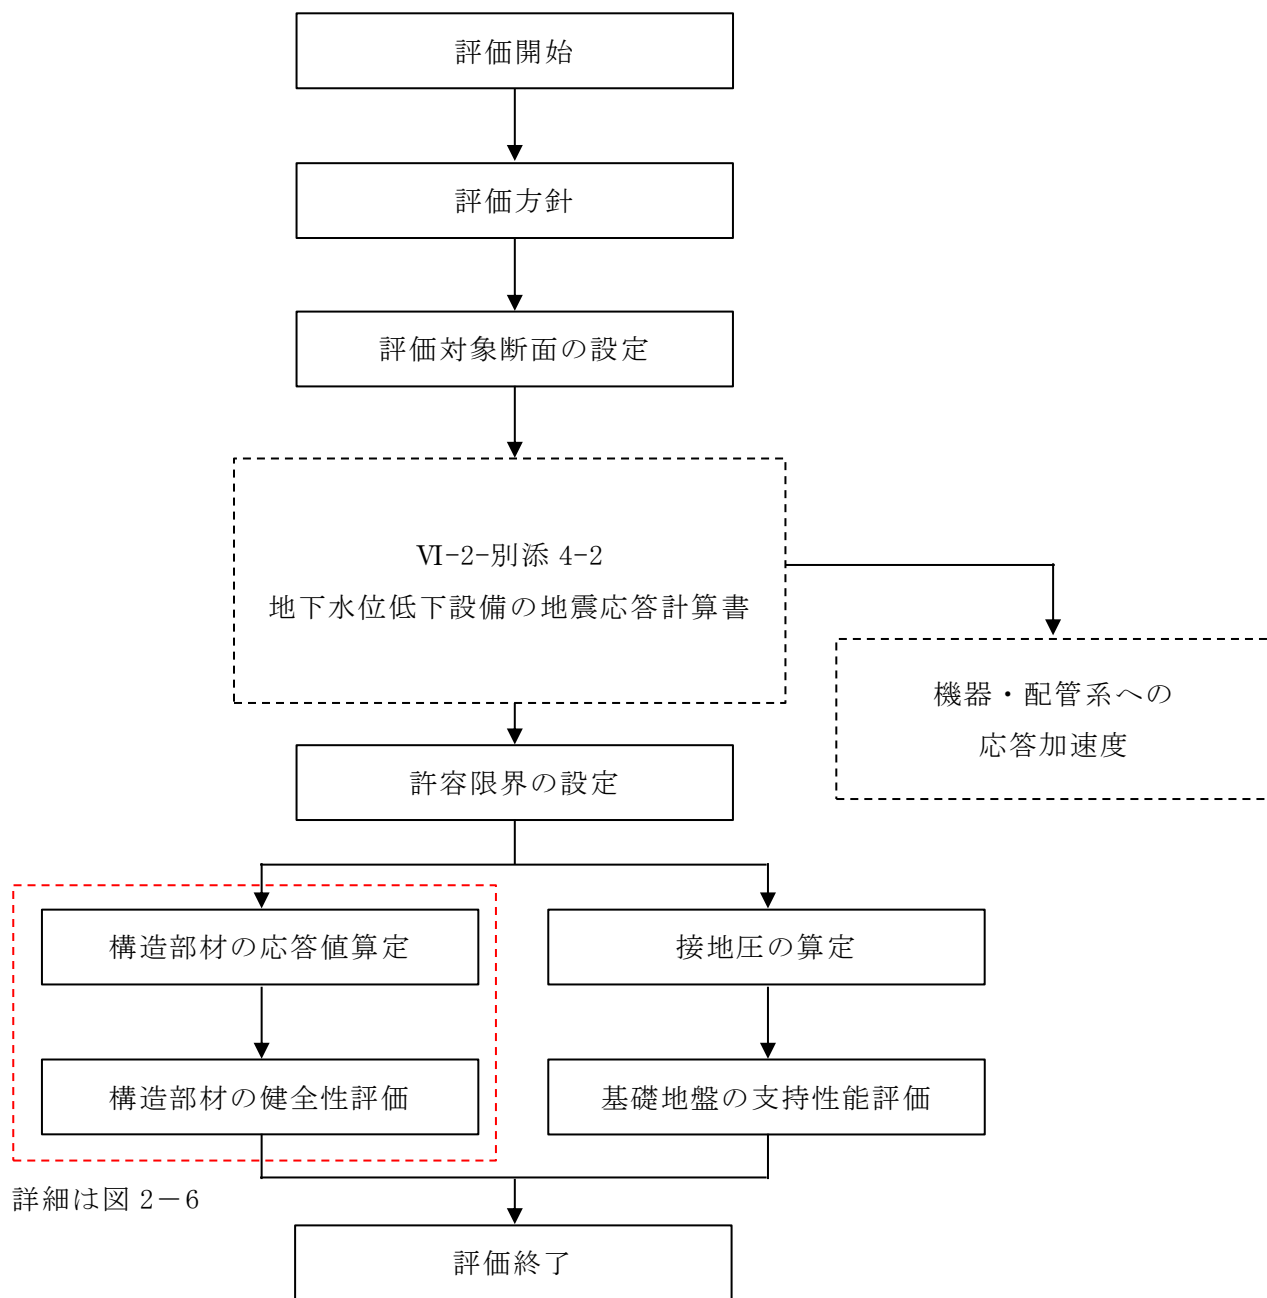 評価開始
評価方針
評価対象断面の設定
Ⅵ-2-別添 4-2
地下水位低下設備の地震応答計算書
機器・配管系への
応答加速度
許容限界の設定
構造部材の応答値算定
接地圧の算定
構造部材の健全性評価
基礎地盤の支持性能評価
詳細は図 2－6
評価終了